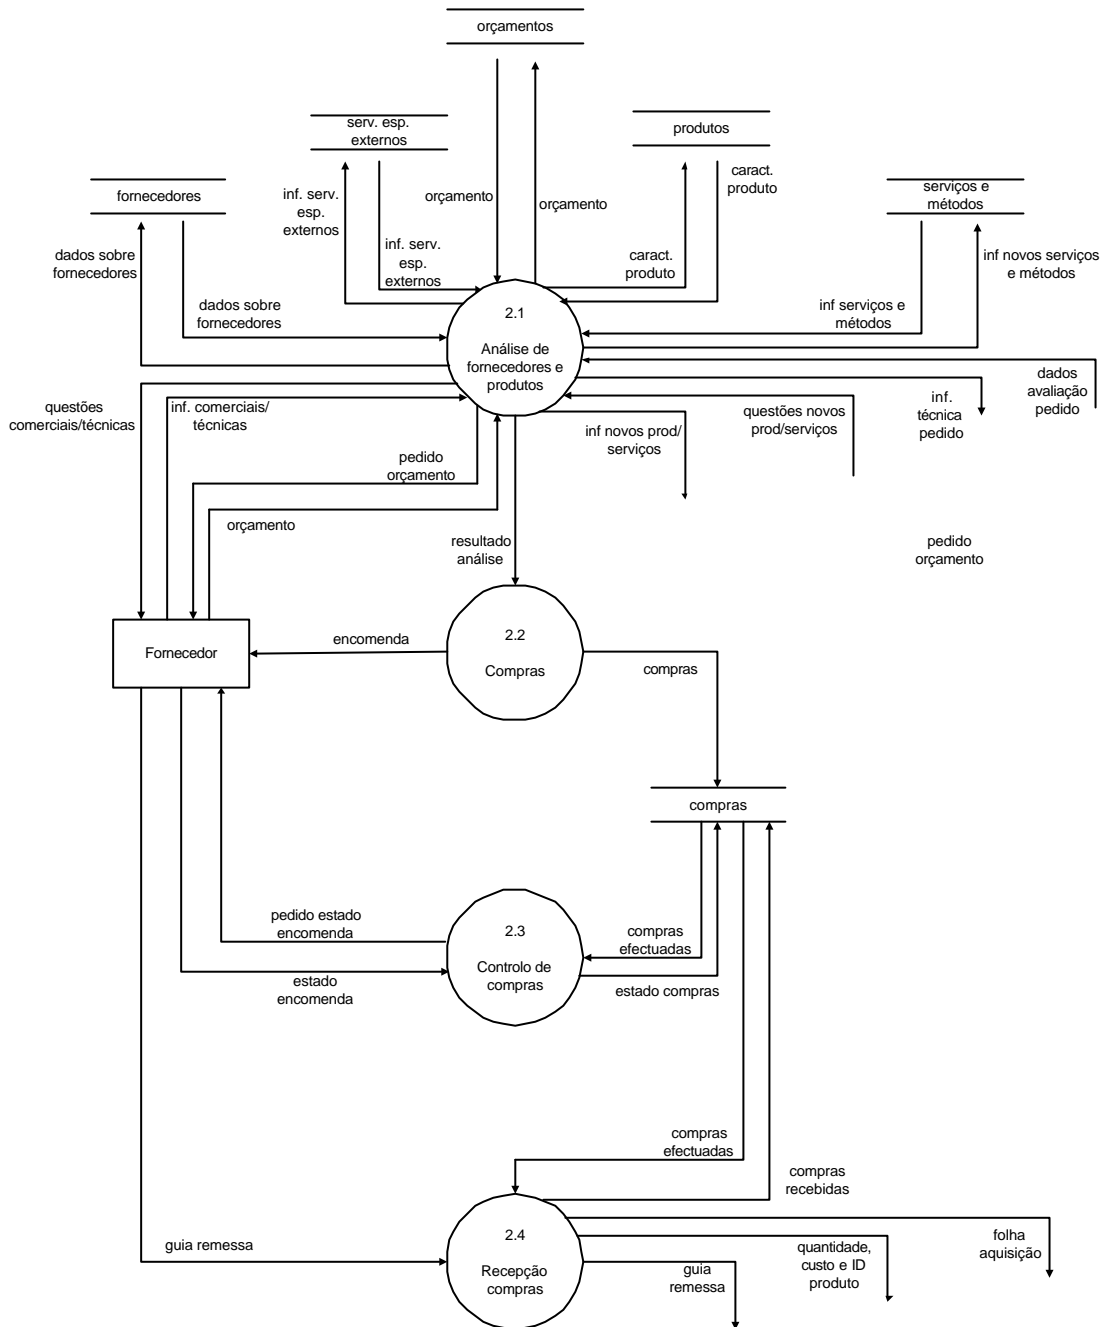 orçamentos
serv. esp.
externos
produtos
fornecedores
serviços e
métodos
inf. serv.
esp.
externos
orçamento
orçamento
caract.
produto
dados sobre
fornecedores
inf. serv.
esp.
externos
caract.
produto
inf novos serviços
e métodos
dados sobre
fornecedores
inf serviços e
métodos
2.1
Análise de
fornecedores e
produtos
questões
comerciais/técnicas
inf. comerciais/
técnicas
inf novos prod/
serviços
questões novos
prod/serviços
inf.
técnica
pedido
dados
avaliação
pedido
pedido
orçamento
orçamento
resultado
análise
pedido
orçamento
Fornecedor
encomenda
2.2
Compras
compras
compras
pedido estado
encomenda
2.3
Controlo de
compras
compras
efectuadas
estado
encomenda
estado compras
compras
efectuadas
compras
recebidas
guia remessa
2.4
Recepção
compras
guia
remessa
quantidade,
custo e ID
produto
folha
aquisição